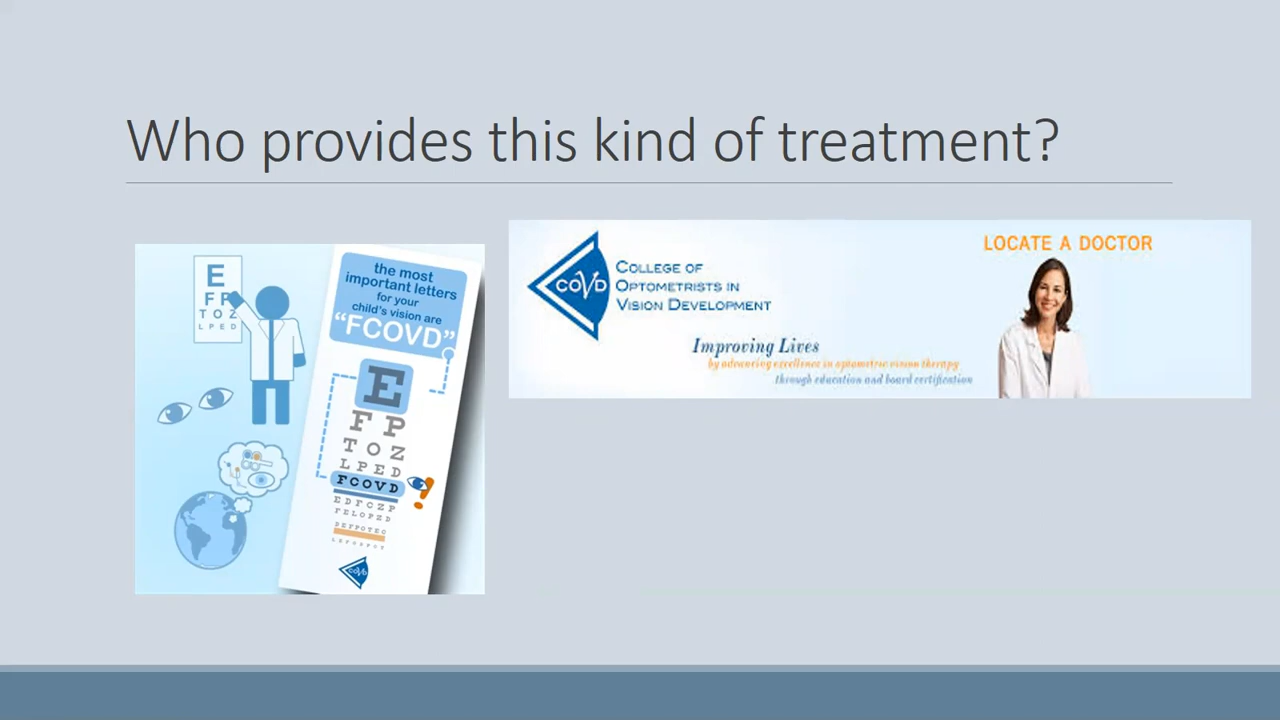 Who provides this kind of treatment?
E
F P
T O Z
L P E D
the most
important letters
for your
child's vision are
"FCOVD"
E
F P
T O Z
L P E D
F C O V D
E D F C Z P
F E L O P Z D
D E F P O T E C
COVD
COVD
COLLEGE OF
OPTOMETRISTS IN
VISION DEVELOPMENT
Improving Lives
by advancing excellence in optometric vision therapy
through education and board certification
LOCATE A DOCTOR